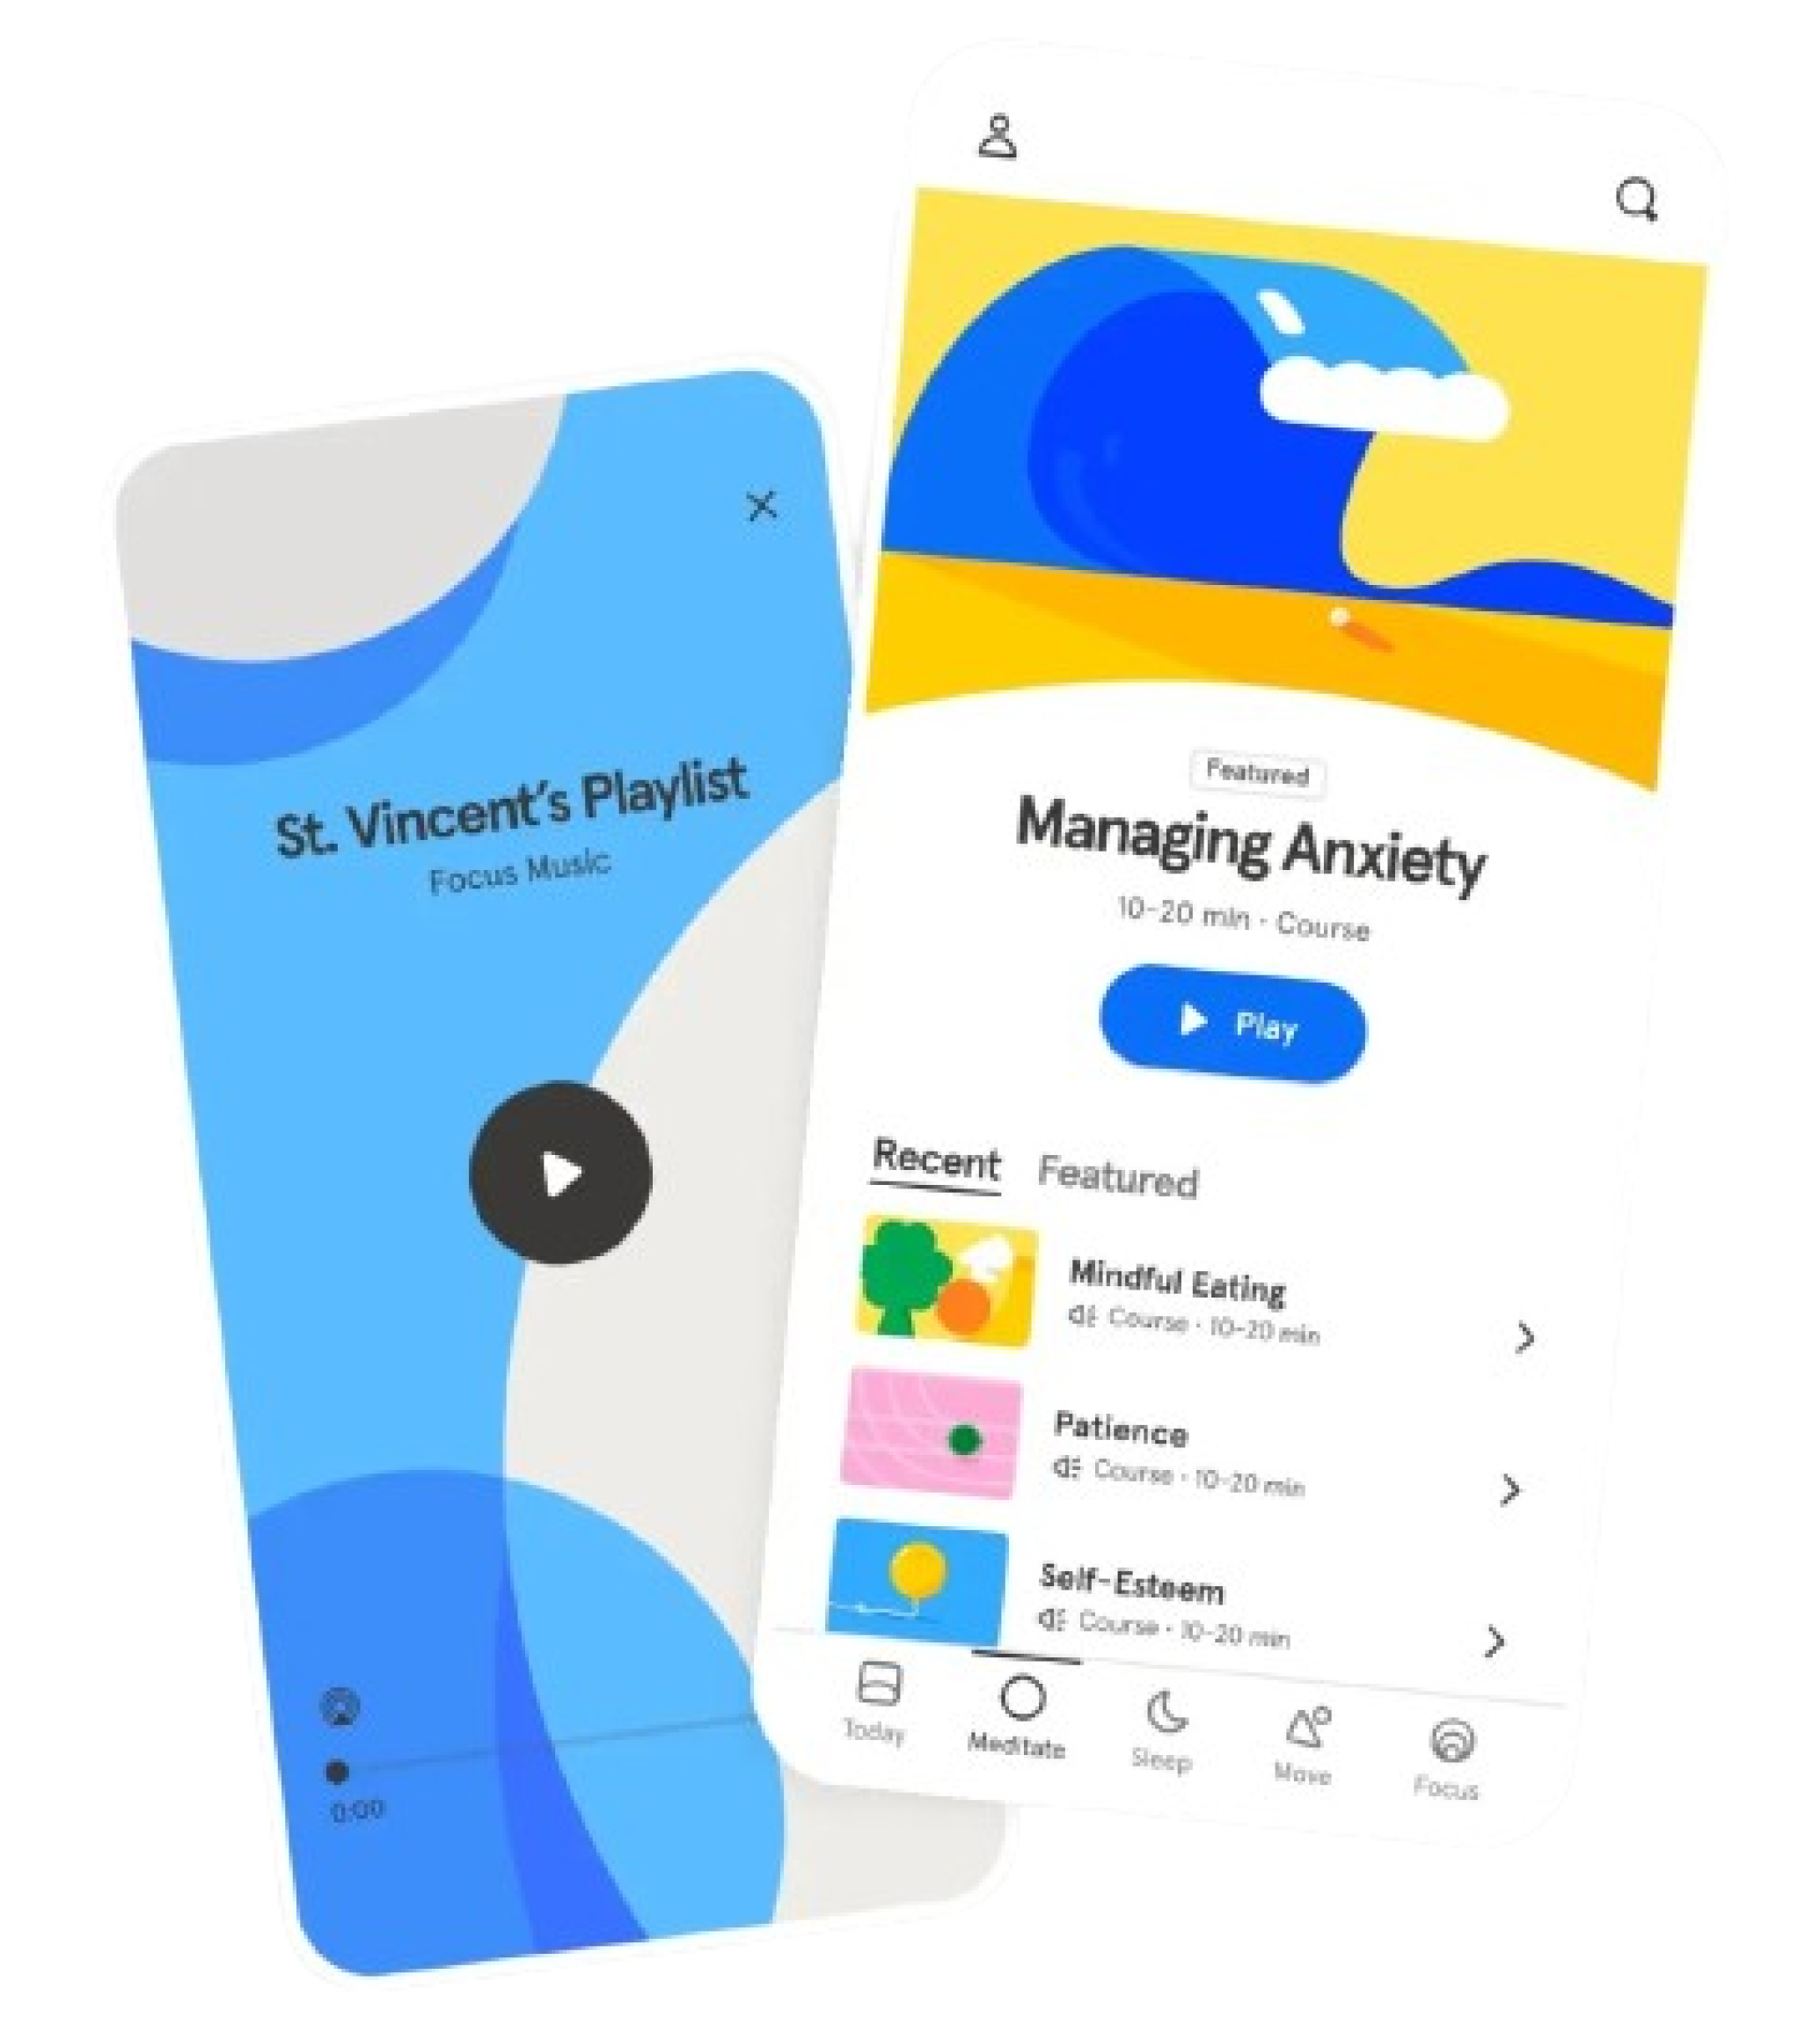 St. Vincent's Playlist
Focus Music
0:00
Featured
Managing Anxiety
10-20 min · Course
Play
Recent Featured
Mindful Eating
Course · 10-20 min
Patience
Course · 10-20 min
Self-Esteem
Course · 10-20 min
Today Meditate Sleep Move Focus